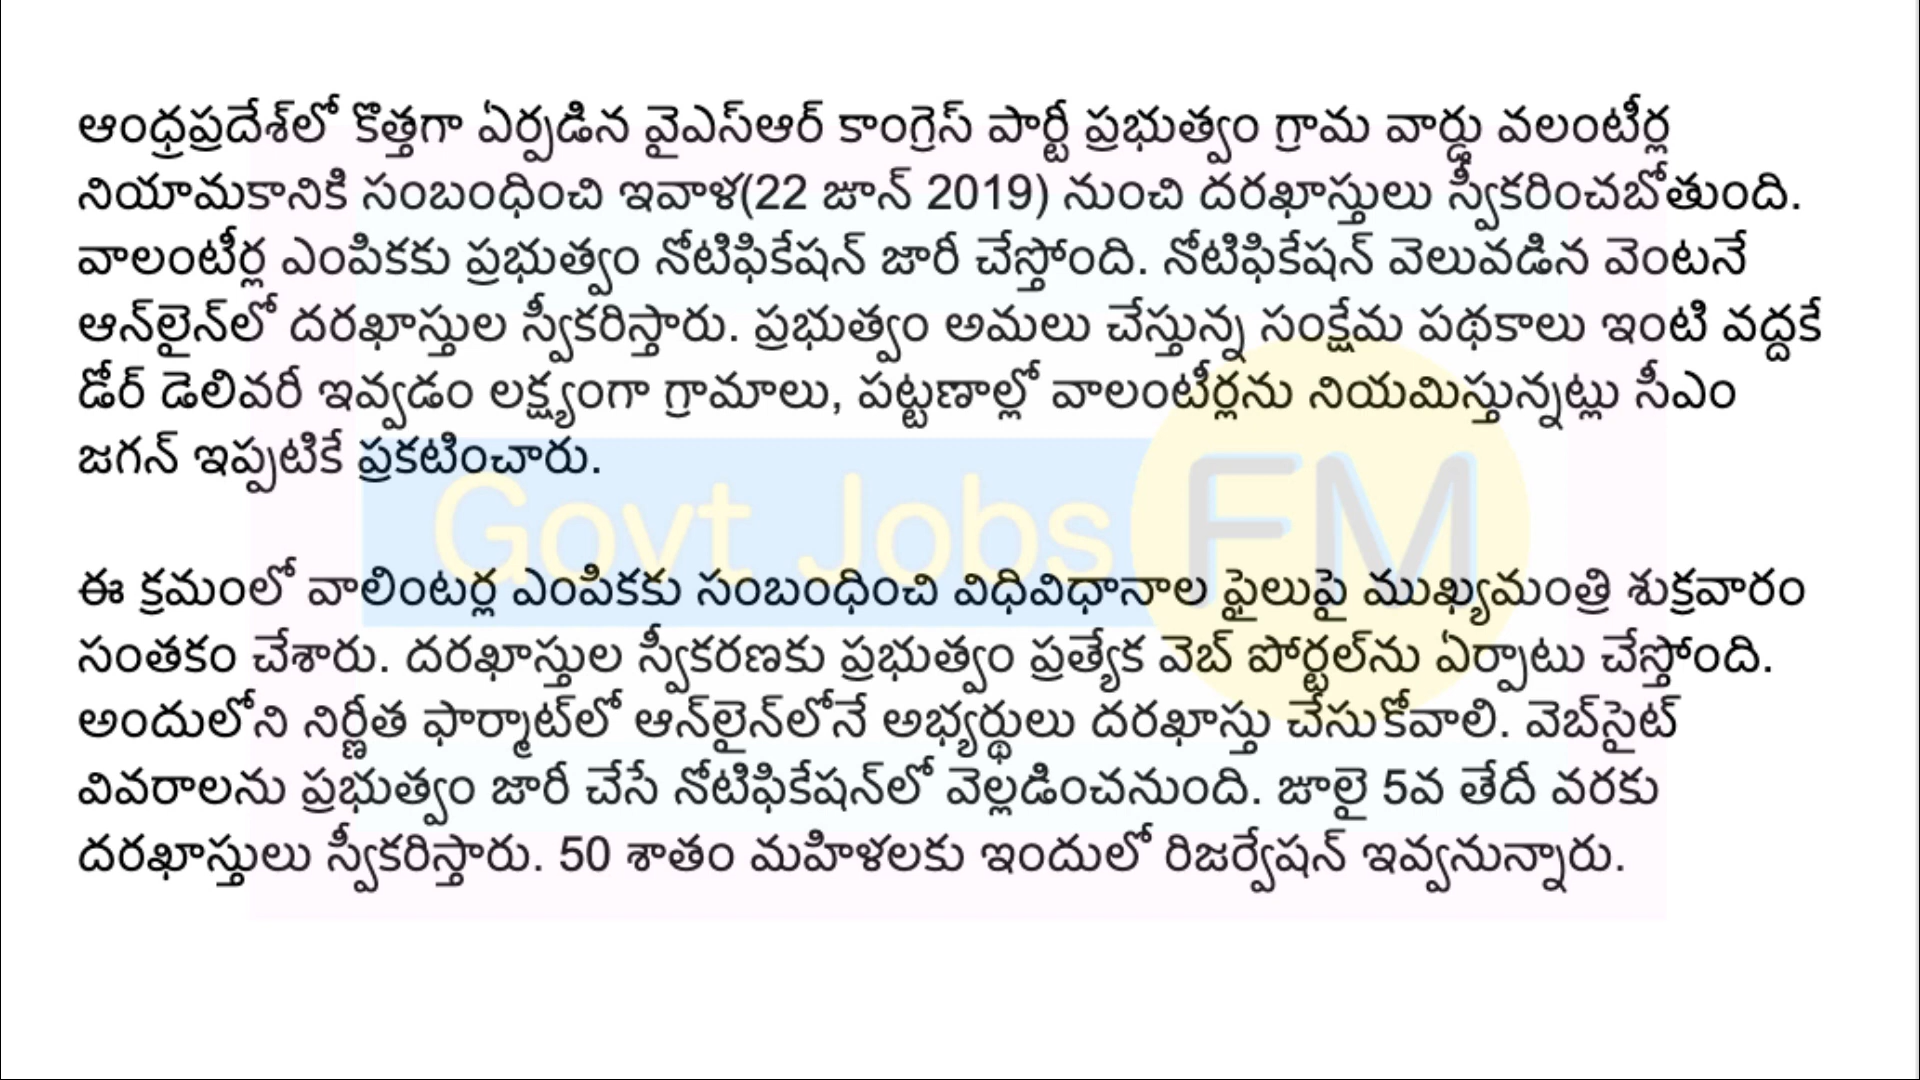 ఆంధ్రప్రదేశ్‌లో కొత్తగా ఏర్పడిన వైఎస్ఆర్ కాంగ్రెస్ పార్టీ ప్రభుత్వం గ్రామ వార్డు వలంటీర్ల
నియామకానికి సంబంధించి ఇవాళ(22 జూన్ 2019) నుంచి దరఖాస్తులు స్వీకరించబోతుంది.
వాలంటీర్ల ఎంపికకు ప్రభుత్వం నోటిఫికేషన్ జారీ చేస్తోంది. నోటిఫికేషన్ వెలువడిన వెంటనే
ఆన్‌లైన్‌లో దరఖాస్తుల స్వీకరిస్తారు. ప్రభుత్వం అమలు చేస్తున్న సంక్షేమ పథకాలు ఇంటి వద్దకే
డోర్ డెలివరీ ఇవ్వడం లక్ష్యంగా గ్రామాలు, పట్టణాల్లో వాలంటీర్లను నియమిస్తున్నట్లు సీఎం
జగన్ ఇప్పటికే ప్రకటించారు.
Govt Jobs FM
ఈ క్రమంలో వాలింటర్ల ఎంపికకు సంబంధించి విధివిధానాల ఫైలుపై ముఖ్యమంత్రి శుక్రవారం
సంతకం చేశారు. దరఖాస్తుల స్వీకరణకు ప్రభుత్వం ప్రత్యేక వెబ్ పోర్టల్‌ను ఏర్పాటు చేస్తోంది.
అందులోని నిర్ణీత ఫార్మాట్‌లో ఆన్‌లైన్‌లోనే అభ్యర్థులు దరఖాస్తు చేసుకోవాలి. వెబ్‌సైట్
వివరాలను ప్రభుత్వం జారీ చేసే నోటిఫికేషన్‌లో వెల్లడించనుంది. జూలై 5వ తేదీ వరకు
దరఖాస్తులు స్వీకరిస్తారు. 50 శాతం మహిళలకు ఇందులో రిజర్వేషన్ ఇవ్వనున్నారు.